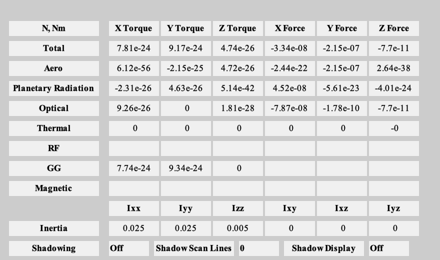 N, Nm X Torque Y Torque Z Torque X Force Y Force Z Force
Total 7.81e-24 9.17e-24 4.74e-26 -3.34e-08 -2.15e-07 -7.7e-11
Aero 6.12e-56 -2.15e-25 4.72e-26 -2.44e-22 -2.15e-07 2.64e-38
Planetary Radiation -2.31e-26 4.63e-26 5.14e-42 4.52e-08 -5.61e-23 -4.01e-24
Optical 9.26e-26 0 1.81e-28 -7.87e-08 -1.78e-10 -7.7e-11
Thermal 0 0 0 0 0 -0
RF
GG 7.74e-24 9.34e-24 0
Magnetic
Ixx Iyy Izz Ixy Ixz Iyz
Inertia 0.025 0.025 0.005 0 0 0
Shadowing Off Shadow Scan Lines 0 Shadow Display Off